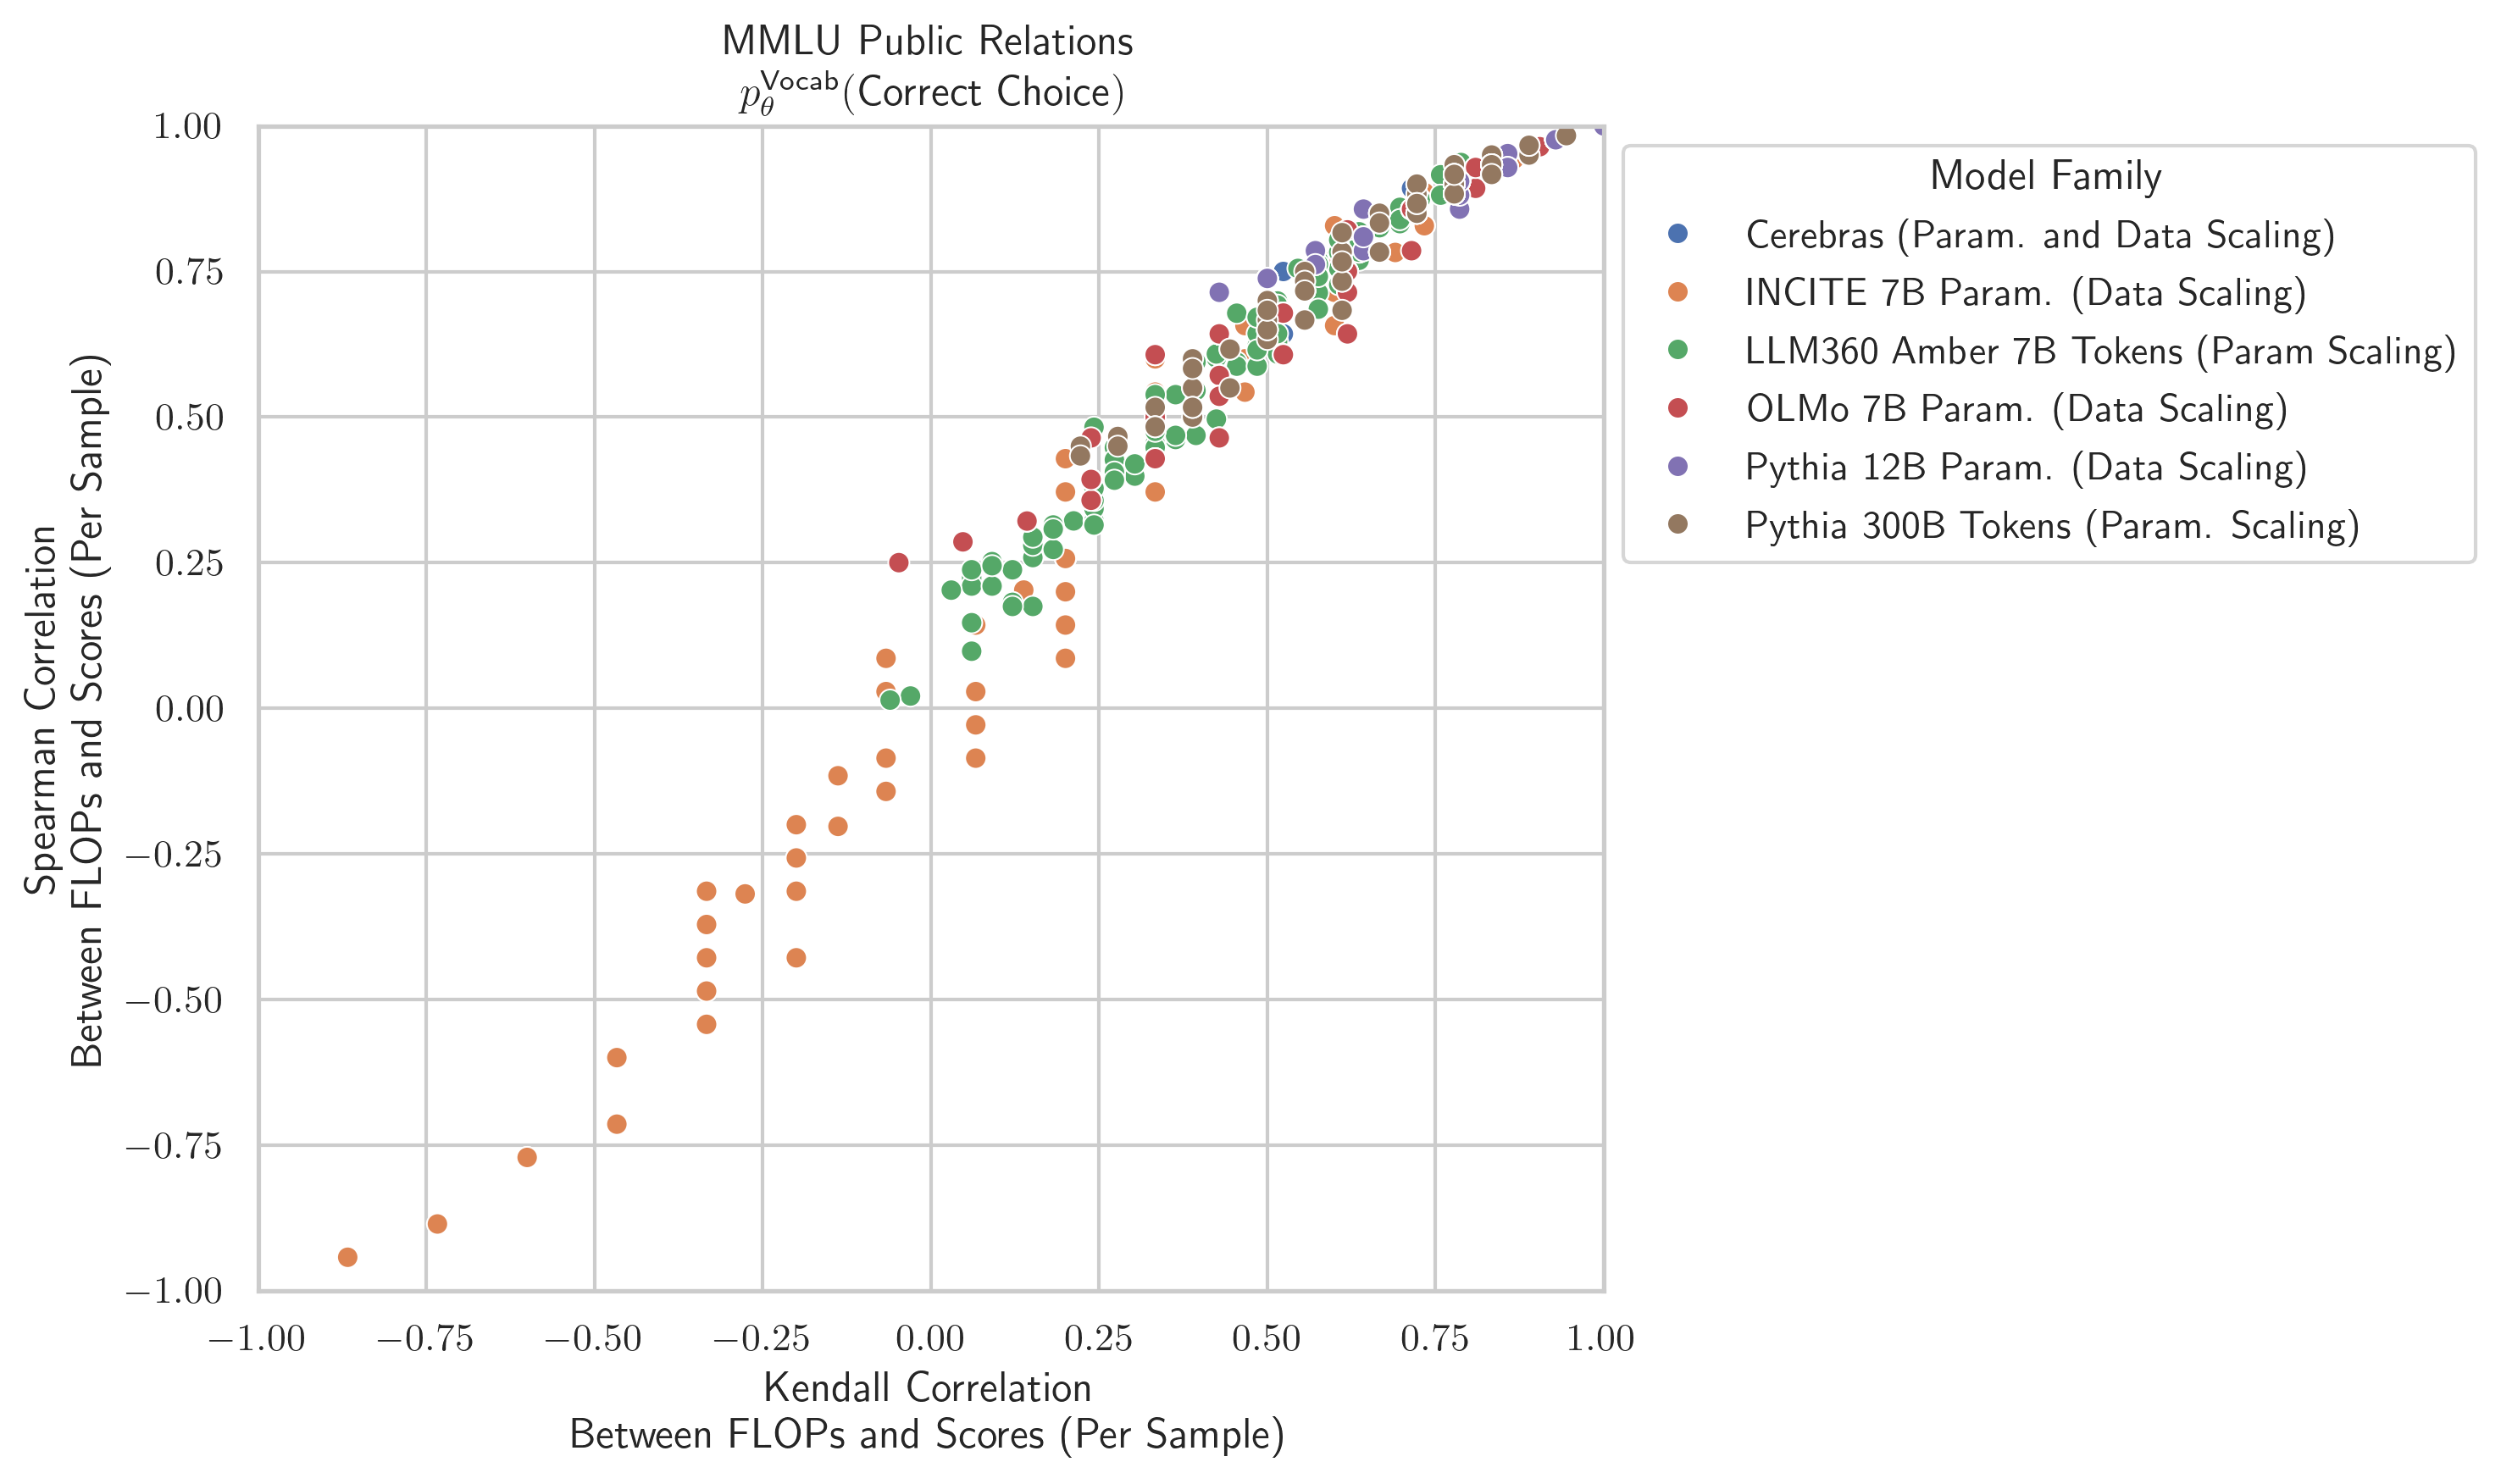 MMLU Public Relations
p_θ^Vocab(Correct Choice)
1.00
0.75
0.50
0.25
0.00
−0.25
−0.50
−0.75
−1.00
Spearman Correlation
Between FLOPs and Scores (Per Sample)
−1.00 −0.75 −0.50 −0.25 0.00 0.25 0.50 0.75 1.00
Kendall Correlation
Between FLOPs and Scores (Per Sample)
Model Family
Cerebras (Param. and Data Scaling)
INCITE 7B Param. (Data Scaling)
LLM360 Amber 7B Tokens (Param Scaling)
OLMo 7B Param. (Data Scaling)
Pythia 12B Param. (Data Scaling)
Pythia 300B Tokens (Param. Scaling)